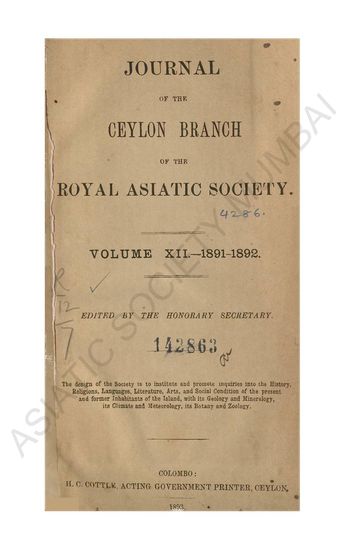 JOURNAL
OF THE
CEYLON BRANCH
OF THE
ROYAL ASIATIC SOCIETY.
4286.
VOLUME XII.—1891-1892.
12
7
EDITED BY THE HONORARY SECRETARY.
142863
The design of the Society is to institute and promote inquiries into the History,
Religions, Languages, Literature, Arts, and Social Condition of the present
and former Inhabitants of the Island, with its Geology and Mineralogy,
its Climate and Meteorology, its Botany and Zoology.
COLOMBO:
H. C. COTTLE, ACTING GOVERNMENT PRINTER, CEYLON.
1893.
ASIATIC SOCIETY MUMBAI